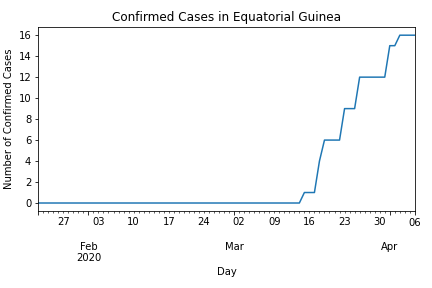 Confirmed Cases in Equatorial Guinea
Number of Confirmed Cases
16
14
12
10
8
6
4
2
0
27 03 10 17 24 02 09 16 23 30 06
Feb Mar Apr
2020
Day